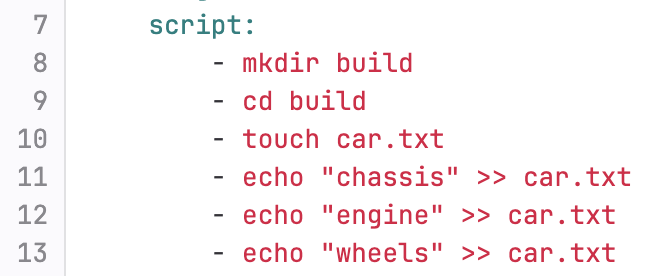 7 script:
8 - mkdir build
9 - cd build
10 - touch car.txt
11 - echo "chassis" >> car.txt
12 - echo "engine" >> car.txt
13 - echo "wheels" >> car.txt